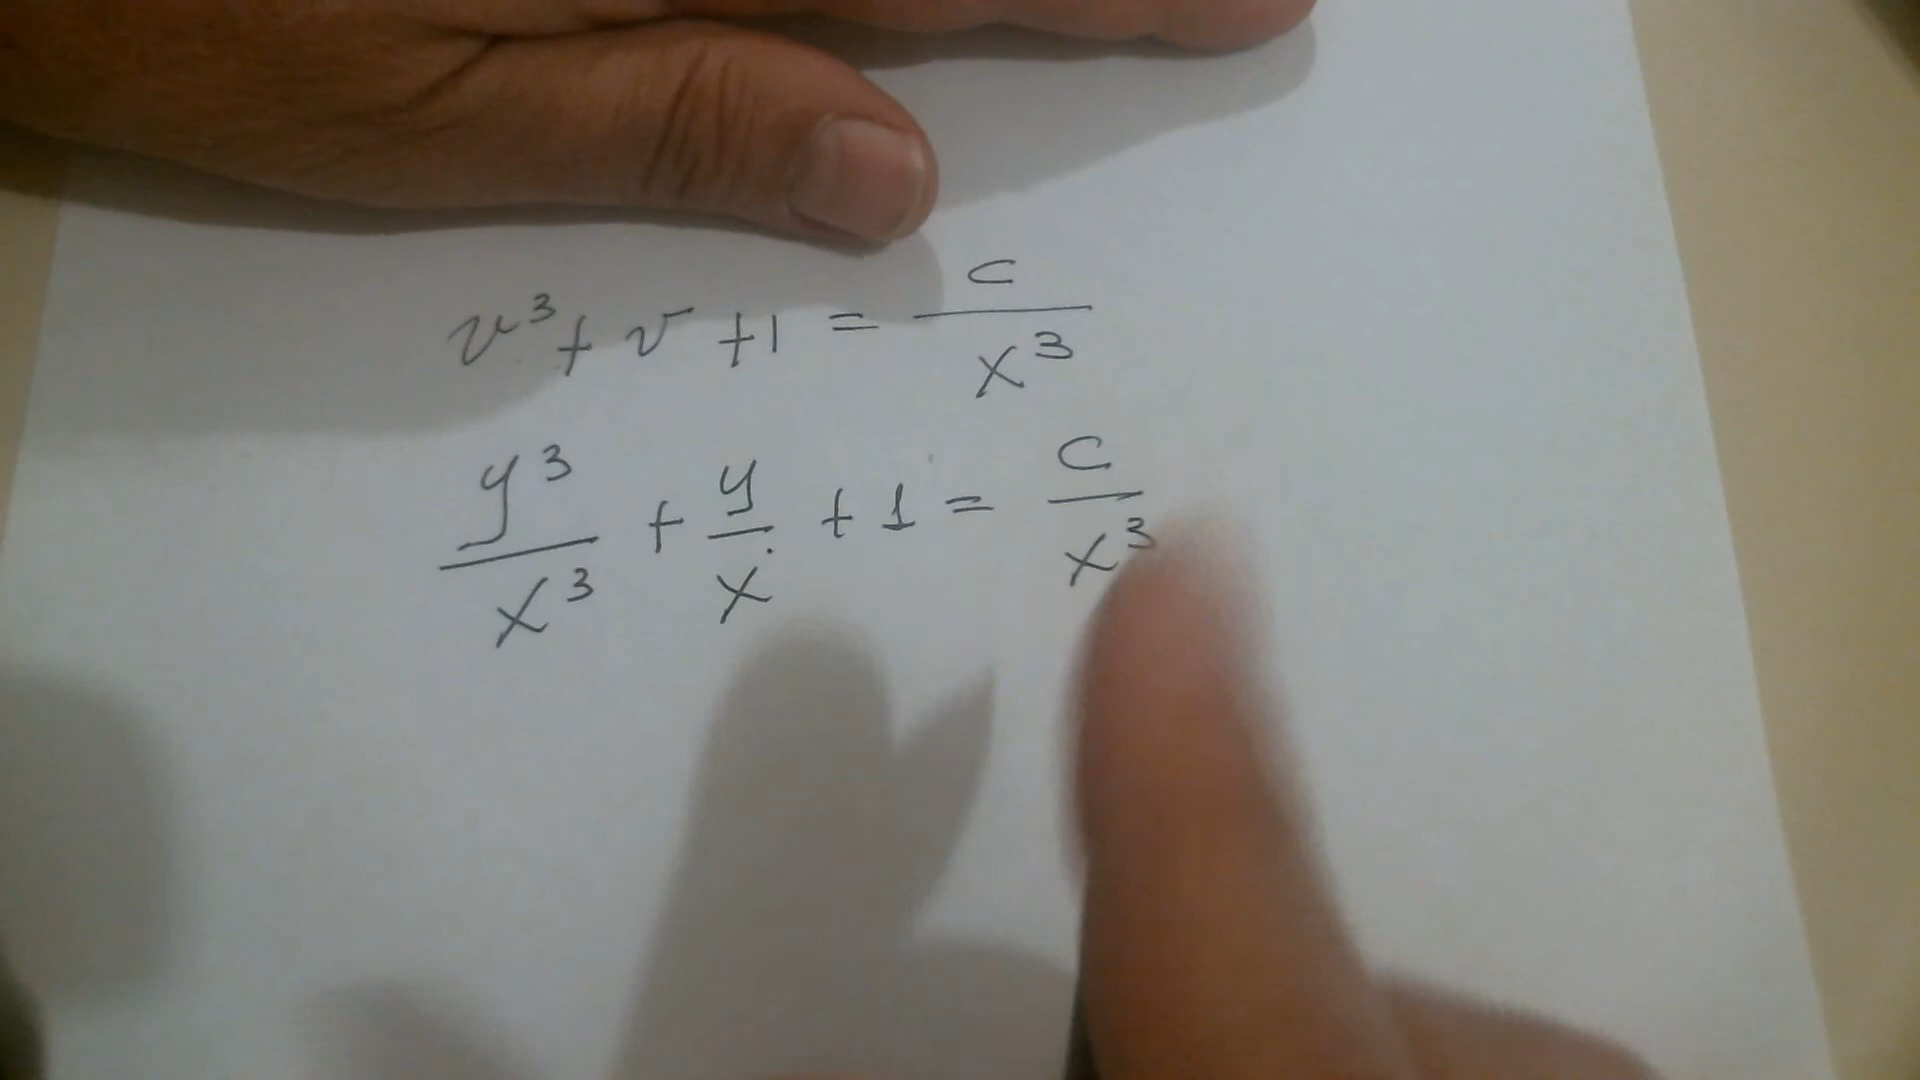 v³ + v + 1 = c/x³
y³/x³ + y/x + 1 = c/x³